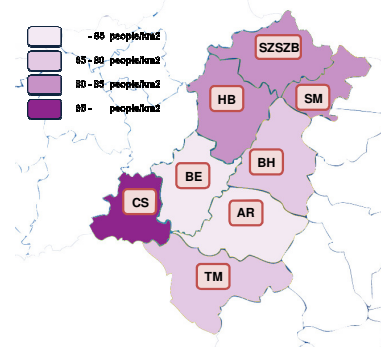 - 65 people/km2
65 - 80 people/km2
80 - 95 people/km2
95 - people/km2
SZSZB
HB
SM
BH
BE
CS
AR
TM